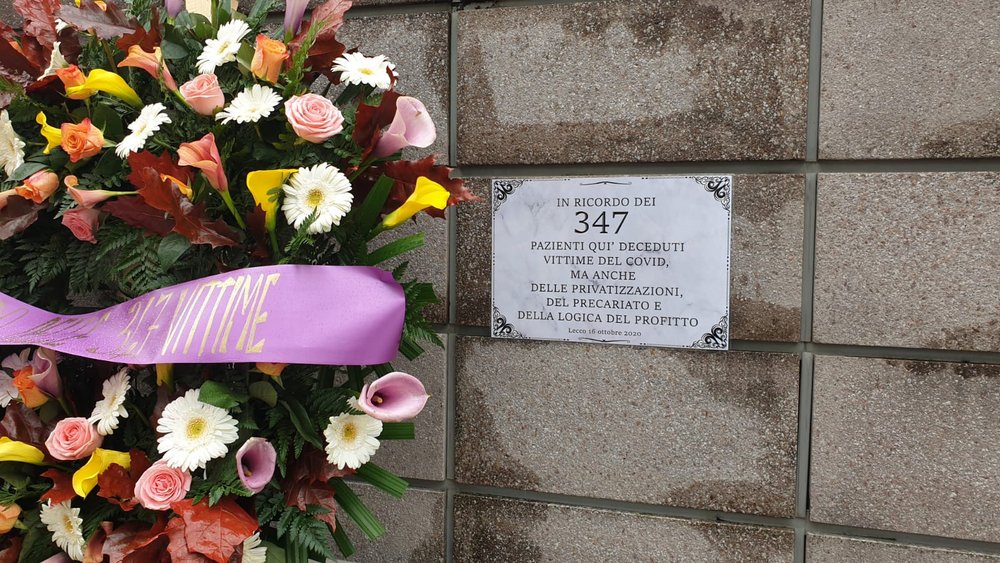 VITTIME
IN RICORDO DEI
347
PAZIENTI QUI' DECEDUTI
VITTIME DEL COVID,
MA ANCHE
DELLE PRIVATIZZAZIONI,
DEL PRECARIATO E
DELLA LOGICA DEL PROFITTO
Lecco 16 ottobre 2020